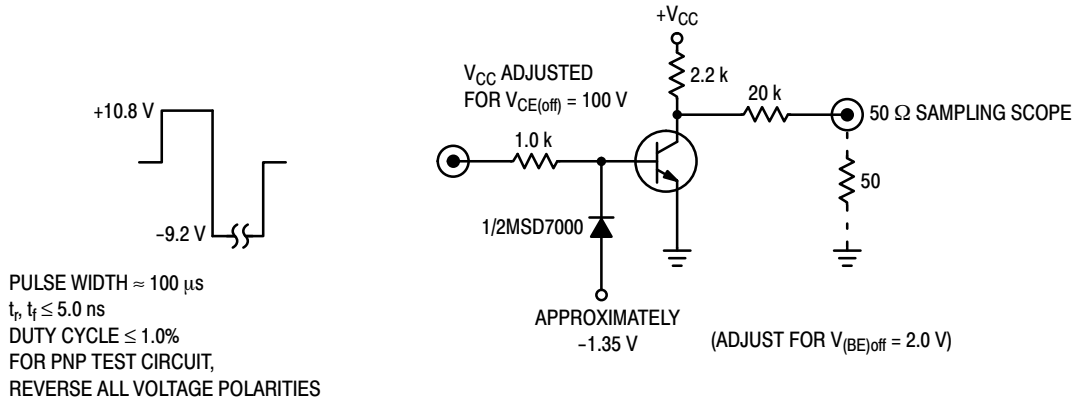 +VCC
2.2 k
VCC ADJUSTED
FOR VCE(off) = 100 V
20 k
+10.8 V
50 Ω SAMPLING SCOPE
1.0 k
50
1/2MSD7000
−9.2 V
PULSE WIDTH ≈ 100 μs
tr, tf ≤ 5.0 ns
DUTY CYCLE ≤ 1.0%
FOR PNP TEST CIRCUIT,
REVERSE ALL VOLTAGE POLARITIES
APPROXIMATELY
−1.35 V
(ADJUST FOR V(BE)off = 2.0 V)